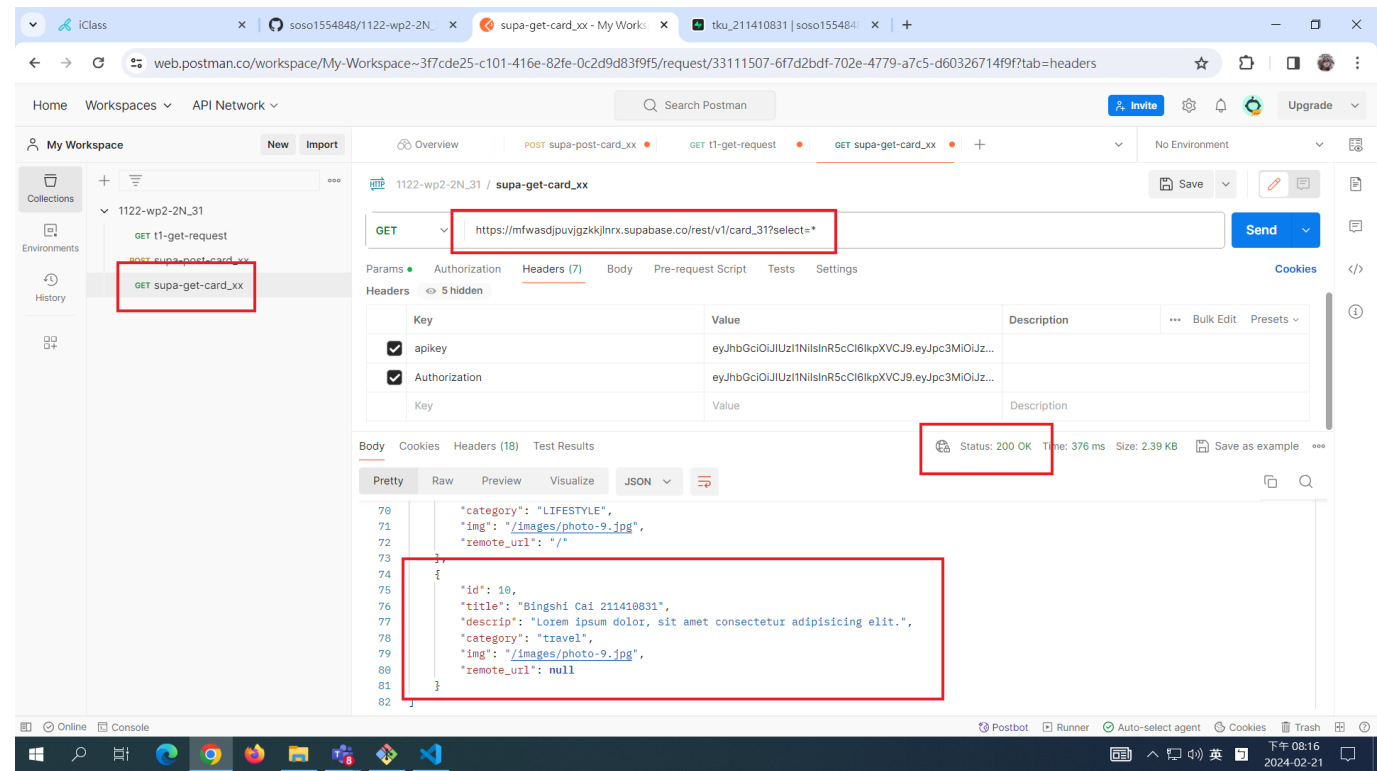 iClass
soso1554848/1122-wp2-2N_
supa-get-card_xx - My Works
tku_211410831 | soso155484
web.postman.co/workspace/My-Workspace~3f7cde25-c101-416e-82fe-0c2d9d83f9f5/request/33111507-6f7d2bdf-702e-4779-a7c5-d60326714f9f?tab=headers
Home Workspaces API Network
Search Postman
Invite
Upgrade
My Workspace New Import
Overview
POST supa-post-card_xx
GET t1-get-request
GET supa-get-card_xx
No Environment
Collections
Environments
History
1122-wp2-2N_31
GET t1-get-request
POST supa-post-card_xx
GET supa-get-card_xx
HTTP 1122-wp2-2N_31 / supa-get-card_xx
Save
GET https://mfwasdjpuvjgzkkjlnrx.supabase.co/rest/v1/card_31?select=*
Send
Params Authorization Headers (7) Body Pre-request Script Tests Settings Cookies
Headers 5 hidden
Key Value Description Bulk Edit Presets
apikey eyJhbGciOiJIUzI1NiIsInR5cCI6IkpXVCJ9.eyJpc3MiOiJz...
Authorization eyJhbGciOiJIUzI1NiIsInR5cCI6IkpXVCJ9.eyJpc3MiOiJz...
Key Value Description
Body Cookies Headers (18) Test Results
Status: 200 OK Time: 376 ms Size: 2.39 KB Save as example
Pretty Raw Preview Visualize JSON
70 "category": "LIFESTYLE",
71 "img": "/images/photo-9.jpg",
72 "remote_url": "/"
73 },
74 {
75 "id": 10,
76 "title": "Bingshi Cai 211410831",
77 "descrip": "Lorem ipsum dolor, sit amet consectetur adipisicing elit.",
78 "category": "travel",
79 "img": "/images/photo-9.jpg",
80 "remote_url": null
81 }
82 ]
Online Console
Postbot Runner Auto-select agent Cookies Trash
8
英
下午 08:16
2024-02-21